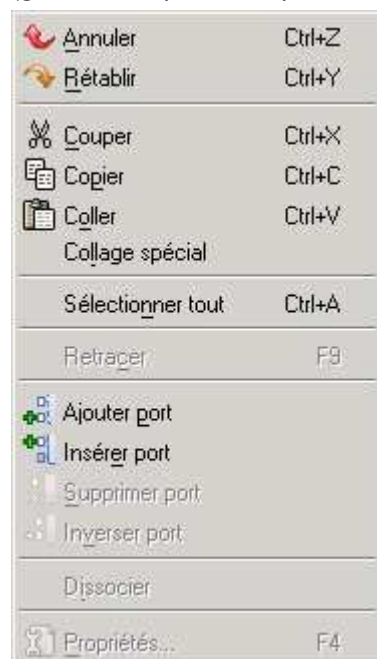 Annuler Ctrl+Z
Rétablir Ctrl+Y
Couper Ctrl+X
Copier Ctrl+C
Coller Ctrl+V
Collage spécial
Sélectionner tout Ctrl+A
Retracer F9
Ajouter port
Insérer port
Supprimer port
Inverser port
Dissocier
Propriétés... F4